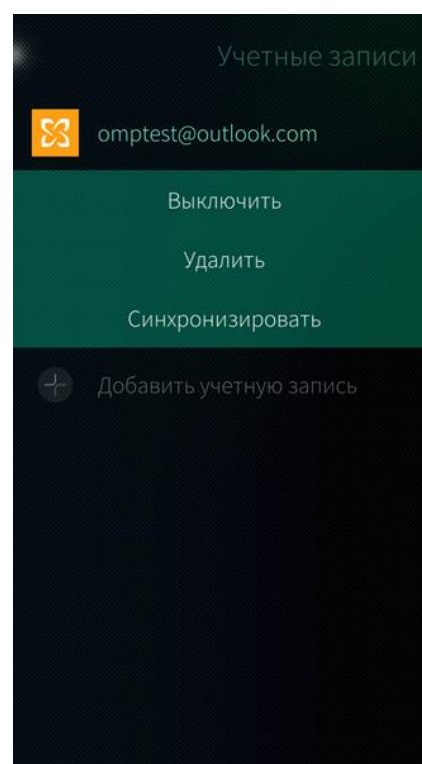 Учетные записи
omptest@outlook.com
Выключить
Удалить
Синхронизировать
Добавить учетную запись